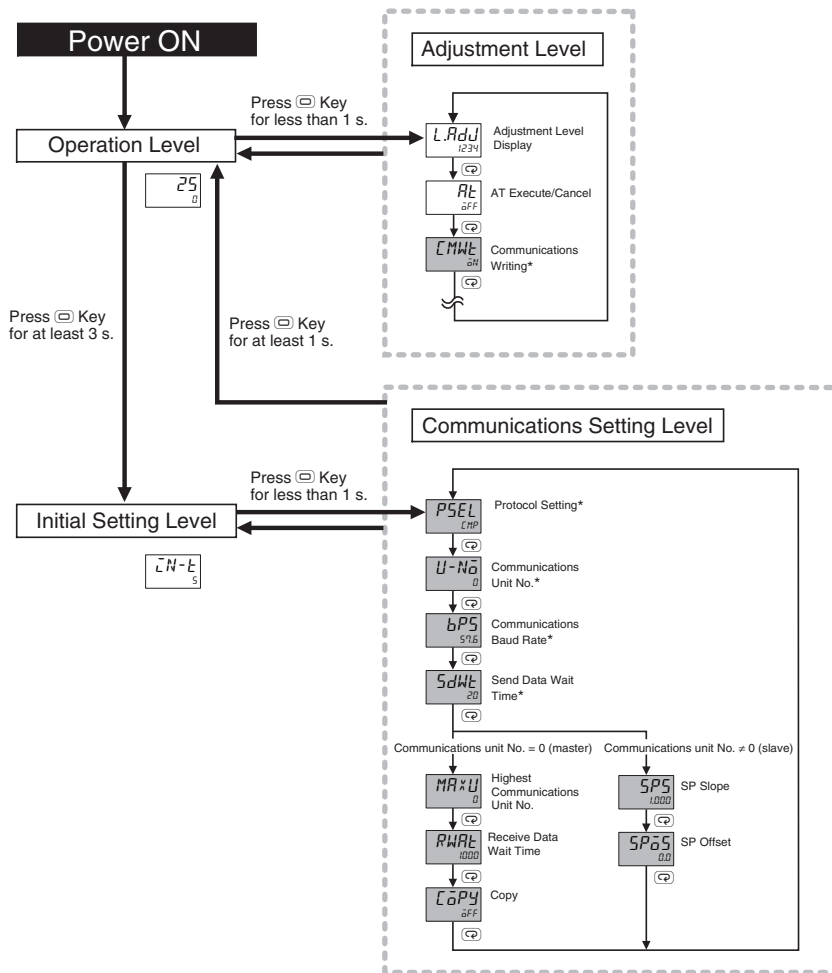 Power ON
Adjustment Level
Press Key
for less than 1 s.
Operation Level
25
0
L.AdJ
1234
Adjustment Level
Display
At
oFF
AT Execute/Cancel
CMWt
oN
Communications
Writing*
Press Key
for at least 3 s.
Press Key
for at least 1 s.
Communications Setting Level
Press Key
for less than 1 s.
Initial Setting Level
IN-t
5
PSEL
CMP
Protocol Setting*
U-No
0
Communications
Unit No.*
bPS
57.6
Communications
Baud Rate*
SdWt
20
Send Data Wait
Time*
Communications unit No. = 0 (master)
Communications unit No. ≠ 0 (slave)
MAXU
0
Highest
Communications
Unit No.
SPS
1.000
SP Slope
RWAt
1000
Receive Data
Wait Time
SPoS
0.0
SP Offset
CoPY
oFF
Copy